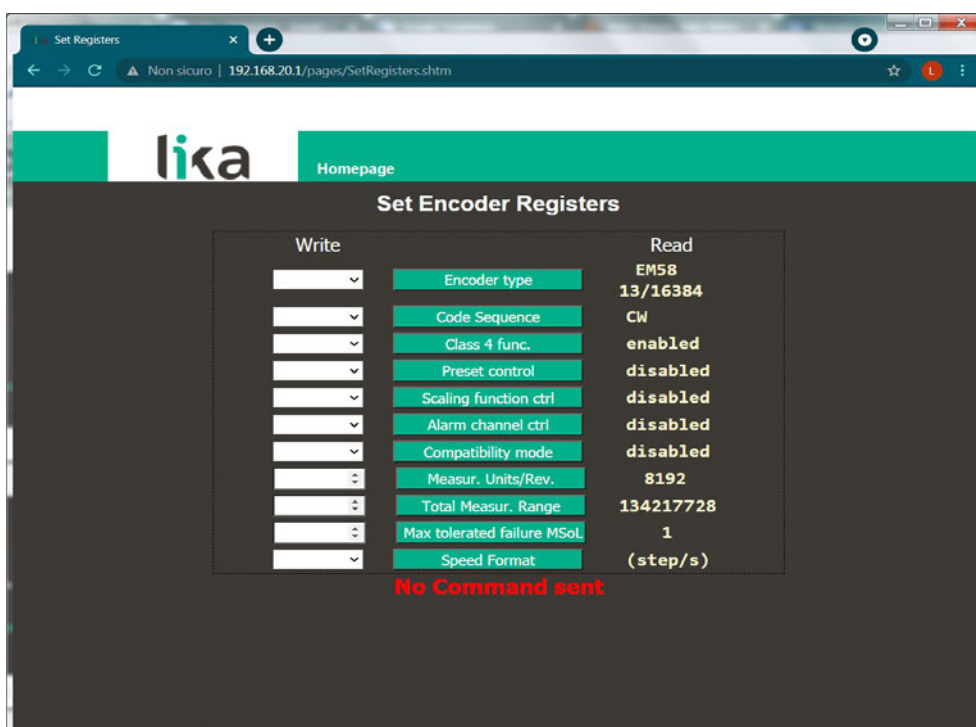 Set Registers
Non sicuro | 192.168.20.1/pages/SetRegisters.shtm
L
lika
Homepage
Set Encoder Registers
Write Read
Encoder type EM58
13/16384
Code Sequence CW
Class 4 func. enabled
Preset control disabled
Scaling function ctrl disabled
Alarm channel ctrl disabled
Compatibility mode disabled
Measur. Units/Rev. 8192
Total Measur. Range 134217728
Max tolerated failure MSoL 1
Speed Format (step/s)
No Command sent